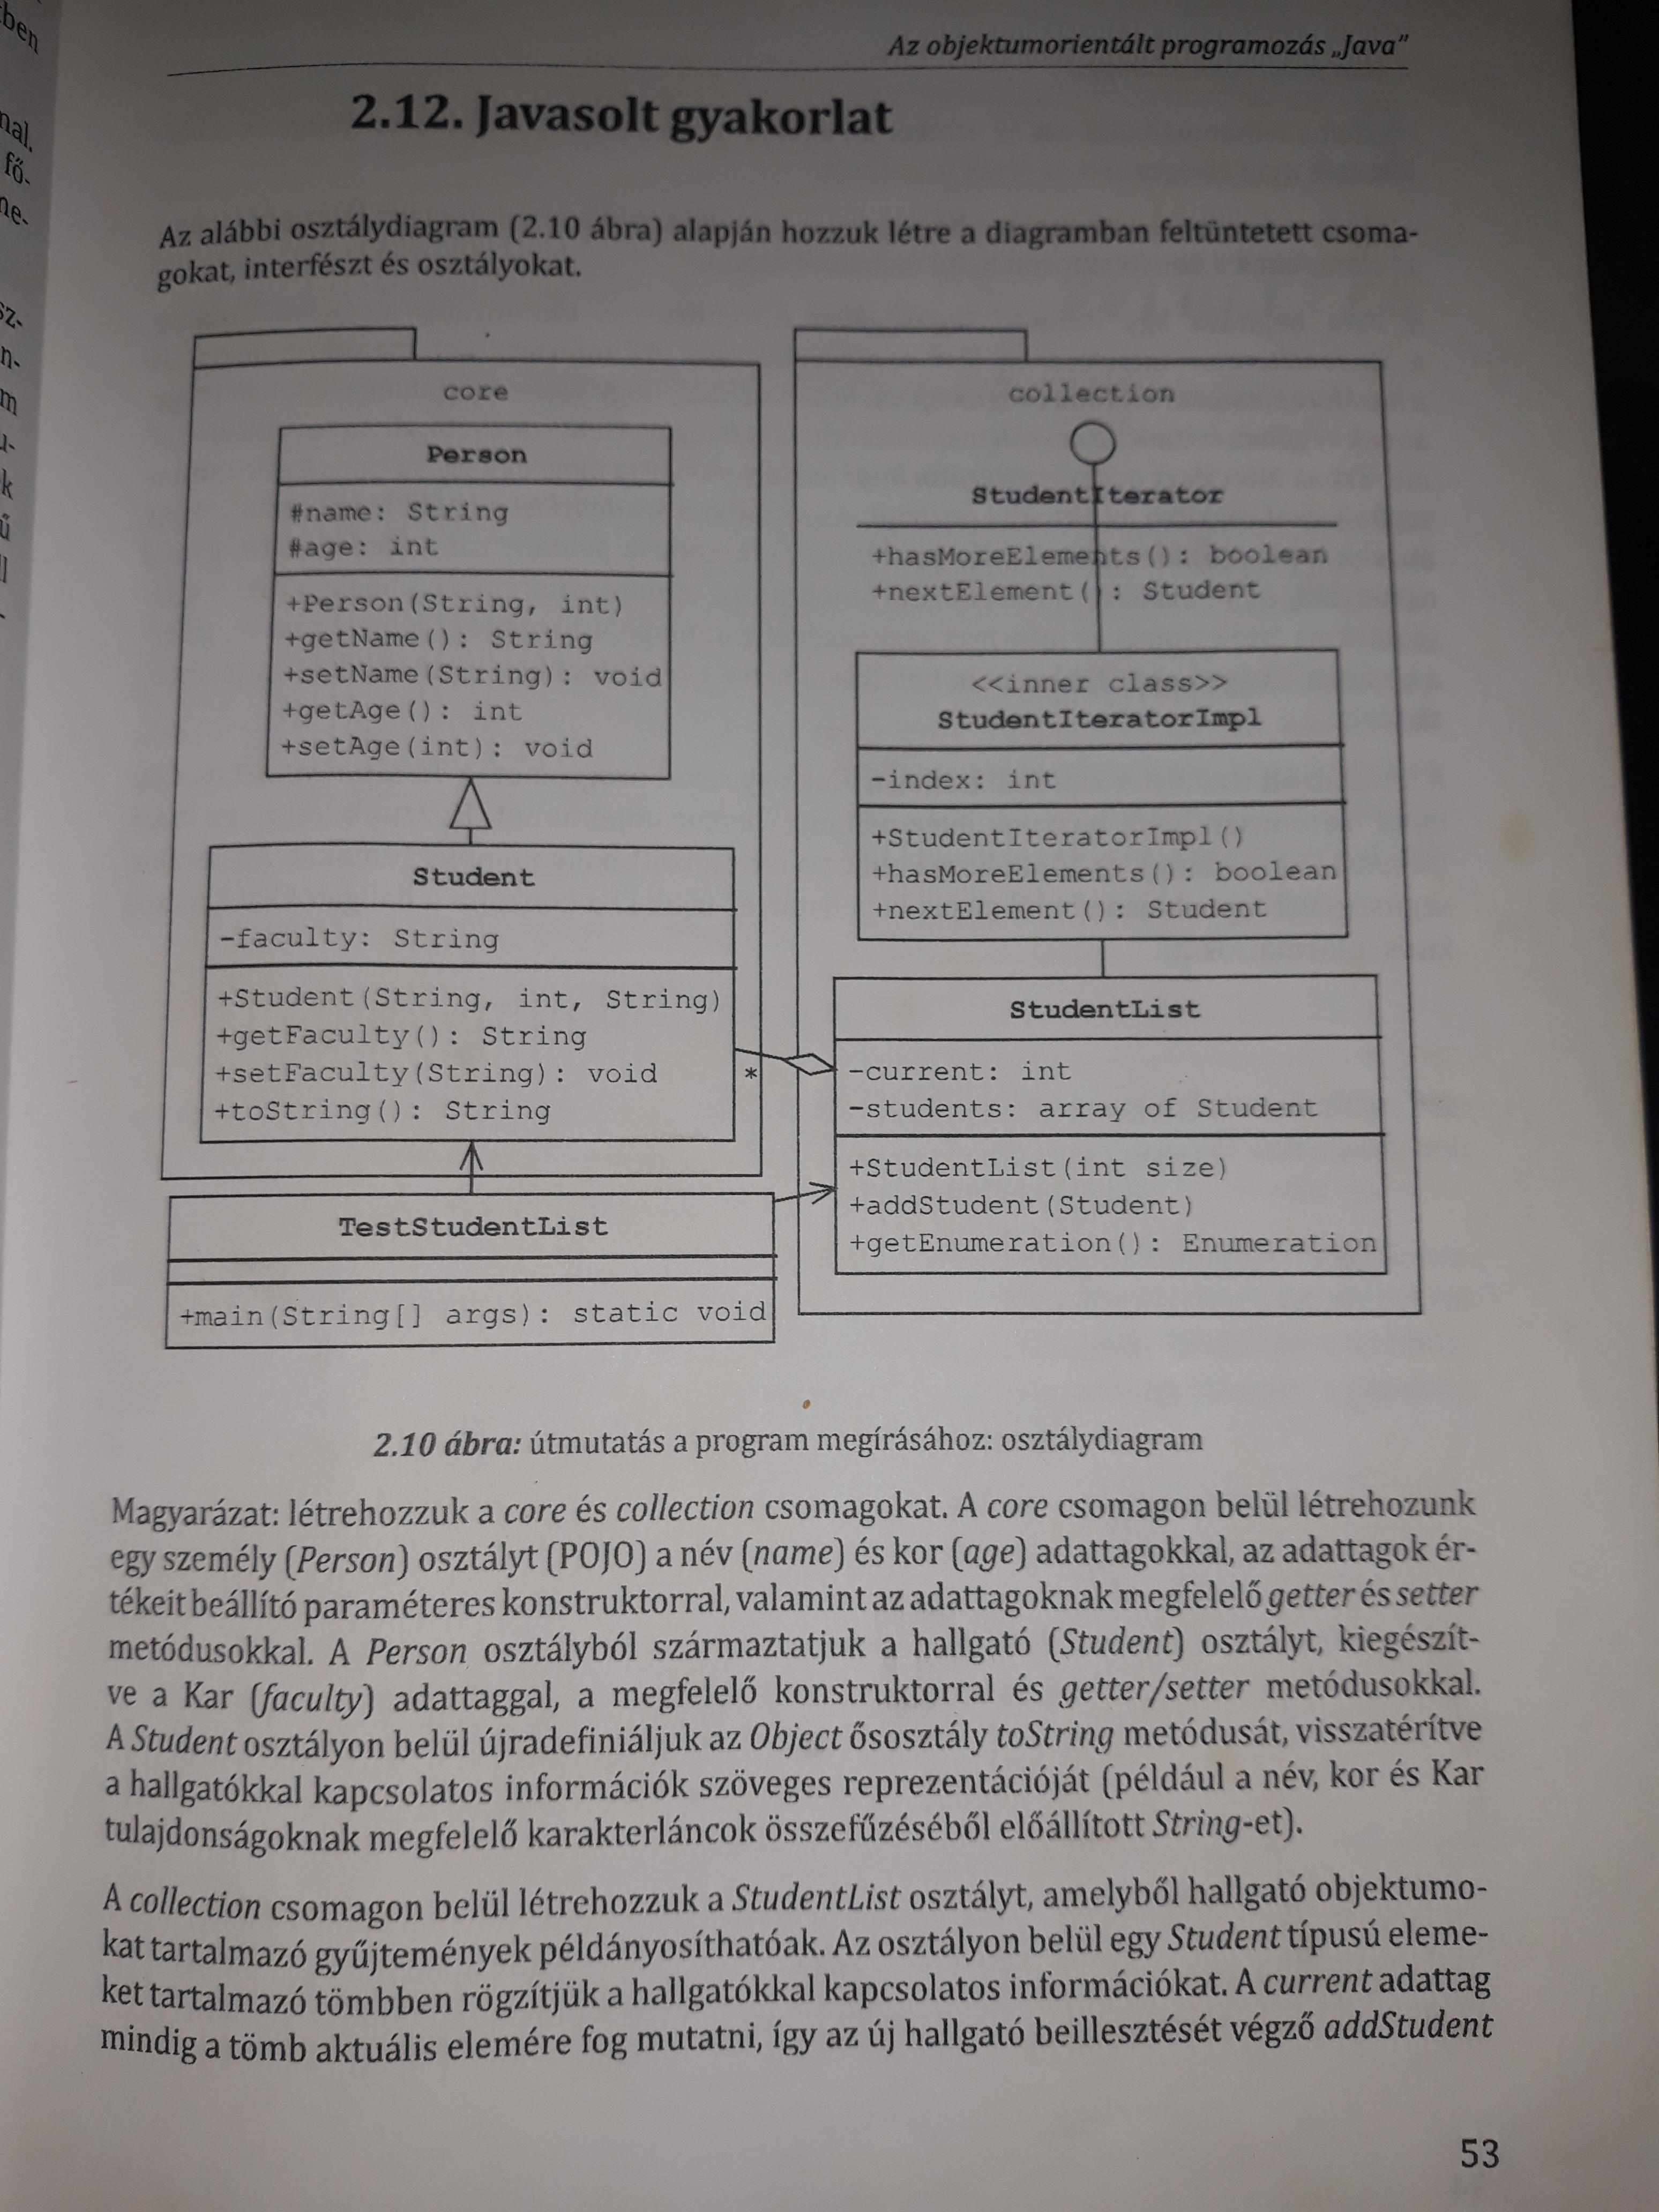 Az objektumorientált programozás „Java”
2.12. Javasolt gyakorlat
Az alábbi osztálydiagram (2.10 ábra) alapján hozzuk létre a diagramban feltüntetett csoma-
gokat, interfészt és osztályokat.
core
Person
#name: String
#age: int
+Person(String, int)
+getName(): String
+setName(String): void
+getAge(): int
+setAge(int): void
Student
-faculty: String
+Student(String, int, String)
+getFaculty(): String
+setFaculty(String): void
+toString(): String
*
TestStudentList
+main(String[] args): static void
collection
StudentIterator
+hasMoreElements(): boolean
+nextElement(): Student
<<inner class>>
StudentIteratorImpl
-index: int
+StudentIteratorImpl()
+hasMoreElements(): boolean
+nextElement(): Student
StudentList
-current: int
-students: array of Student
+StudentList(int size)
+addStudent(Student)
+getEnumeration(): Enumeration
2.10 ábra: útmutatás a program megírásához: osztálydiagram
Magyarázat: létrehozzuk a core és collection csomagokat. A core csomagon belül létrehozunk
egy személy (Person) osztályt (POJO) a név (name) és kor (age) adattagokkal, az adattagok ér-
tékeit beállító paraméteres konstruktorral, valamint az adattagoknak megfelelő getter és setter
metódusokkal. A Person osztályból származtatjuk a hallgató (Student) osztályt, kiegészít-
ve a Kar (faculty) adattaggal, a megfelelő konstruktorral és getter/setter metódusokkal.
A Student osztályon belül újradefiniáljuk az Object ősosztály toString metódusát, visszatérítve
a hallgatókkal kapcsolatos információk szöveges reprezentációját (például a név, kor és Kar
tulajdonságoknak megfelelő karakterláncok összefűzéséből előállított String-et).
A collection csomagon belül létrehozzuk a StudentList osztályt, amelyből hallgató objektumo-
kat tartalmazó gyűjtemények példányosíthatóak. Az osztályon belül egy Student típusú eleme-
ket tartalmazó tömbben rögzítjük a hallgatókkal kapcsolatos információkat. A current adattag
mindig a tömb aktuális elemére fog mutatni, így az új hallgató beillesztését végző addStudent
53